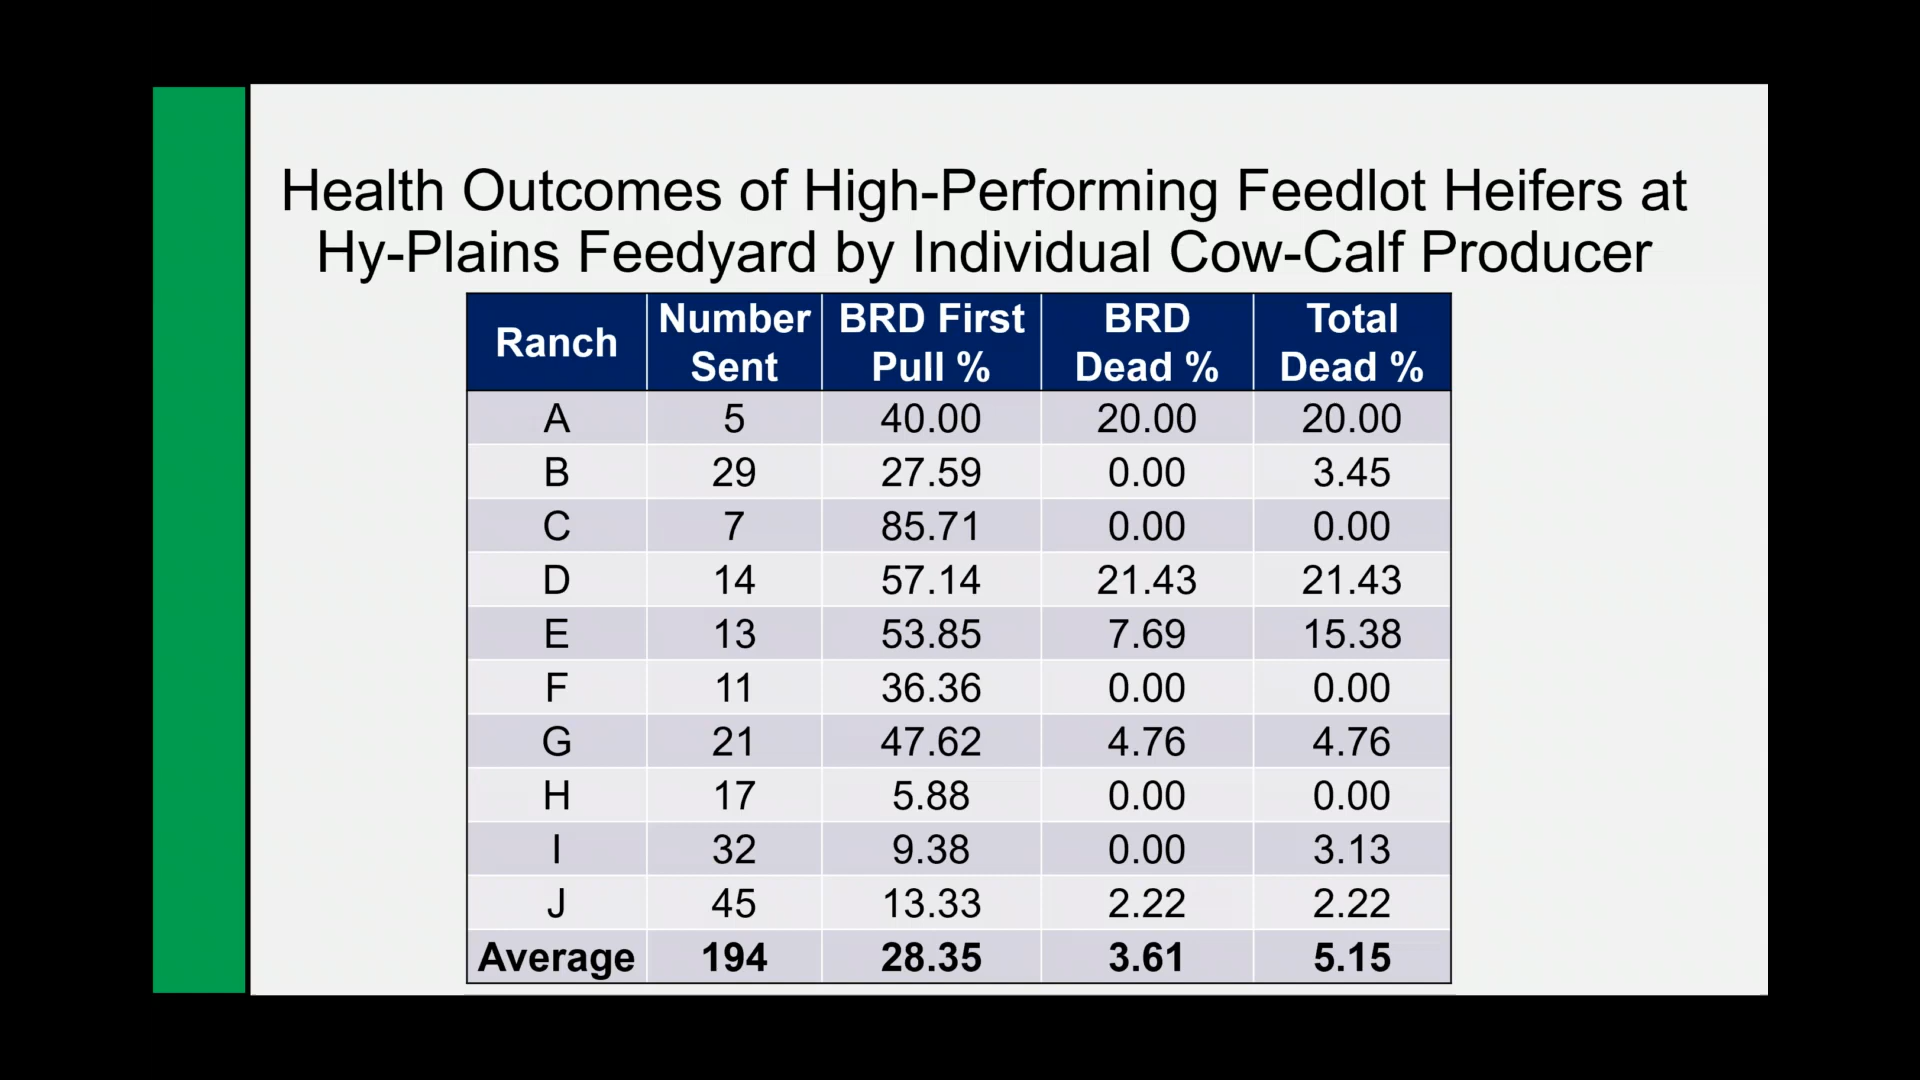 Health Outcomes of High-Performing Feedlot Heifers at
Hy-Plains Feedyard by Individual Cow-Calf Producer
Ranch Number Sent BRD First Pull % BRD Dead % Total Dead %
A 5 40.00 20.00 20.00
B 29 27.59 0.00 3.45
C 7 85.71 0.00 0.00
D 14 57.14 21.43 21.43
E 13 53.85 7.69 15.38
F 11 36.36 0.00 0.00
G 21 47.62 4.76 4.76
H 17 5.88 0.00 0.00
I 32 9.38 0.00 3.13
J 45 13.33 2.22 2.22
Average 194 28.35 3.61 5.15